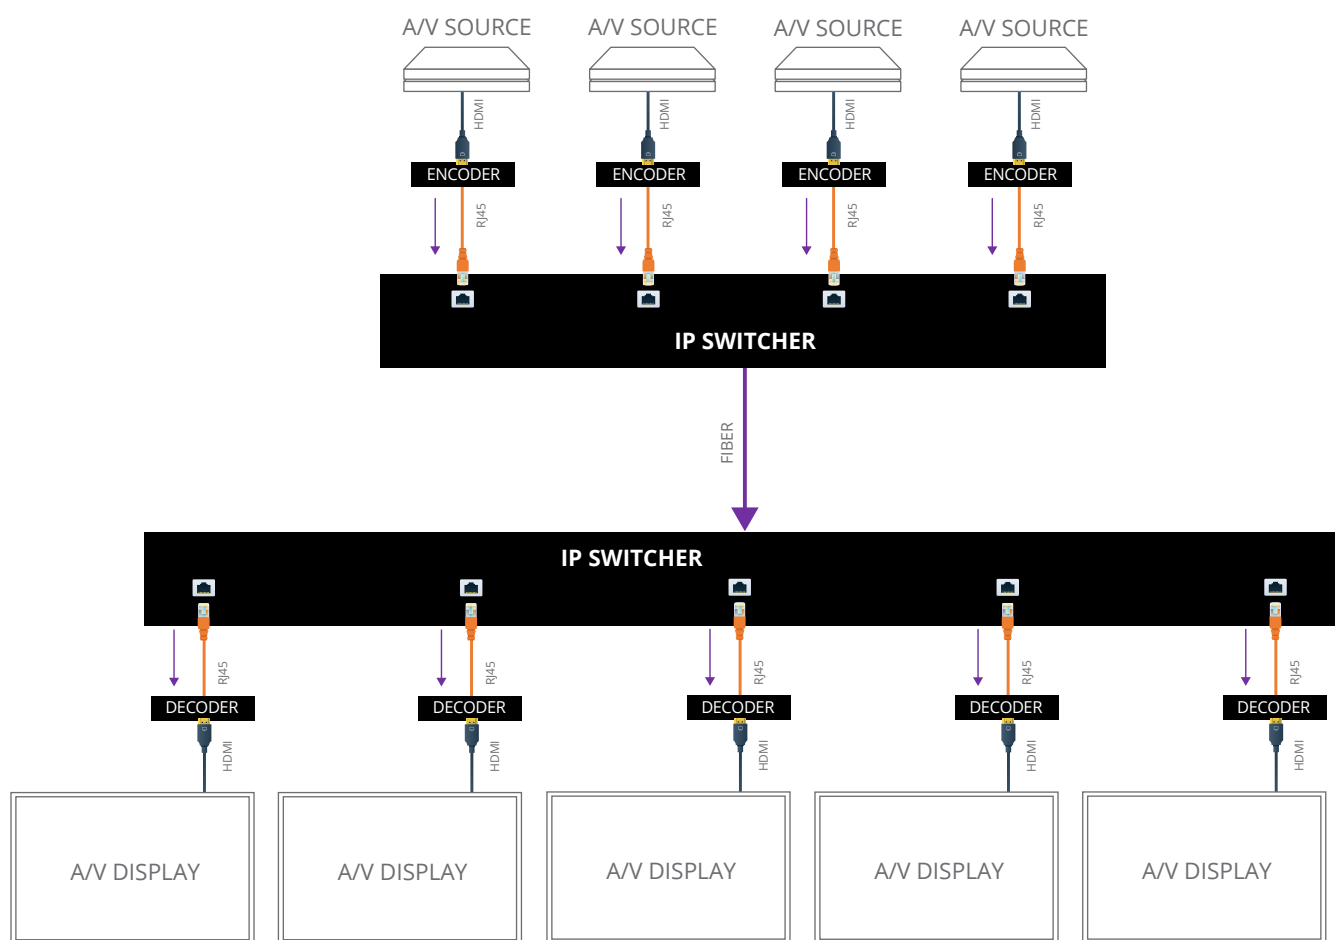 A/V SOURCE A/V SOURCE A/V SOURCE A/V SOURCE
HDMI HDMI HDMI HDMI
ENCODER ENCODER ENCODER ENCODER
RJ45 RJ45 RJ45 RJ45
IP SWITCHER
FIBER
IP SWITCHER
RJ45 RJ45 RJ45 RJ45 RJ45
DECODER DECODER DECODER DECODER DECODER
HDMI HDMI HDMI HDMI HDMI
A/V DISPLAY A/V DISPLAY A/V DISPLAY A/V DISPLAY A/V DISPLAY